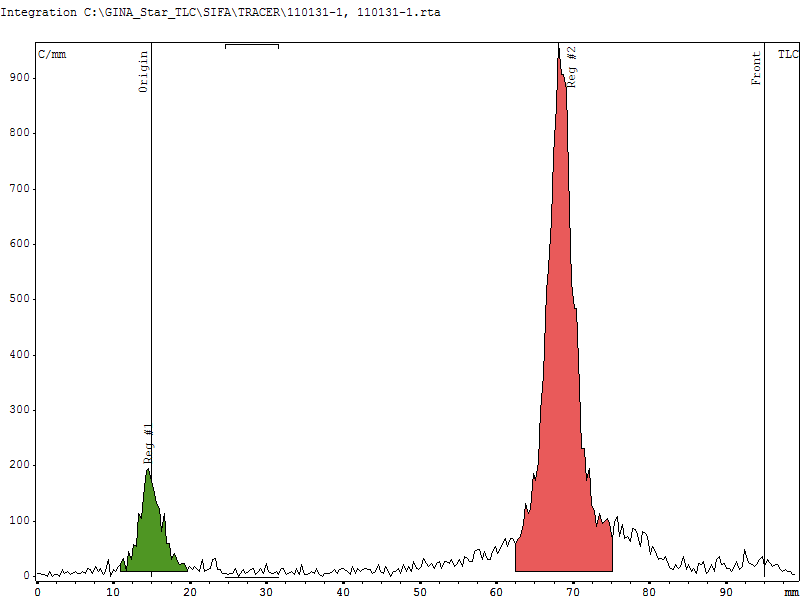 Integration C:\GINA_Star_TLC\SIFA\TRACER\110131-1, 110131-1.rta
C/mm
Origin
Reg #2
Front
TLC
900
800
700
600
500
400
300
Reg #1
200
100
0
0 10 20 30 40 50 60 70 80 90 mm